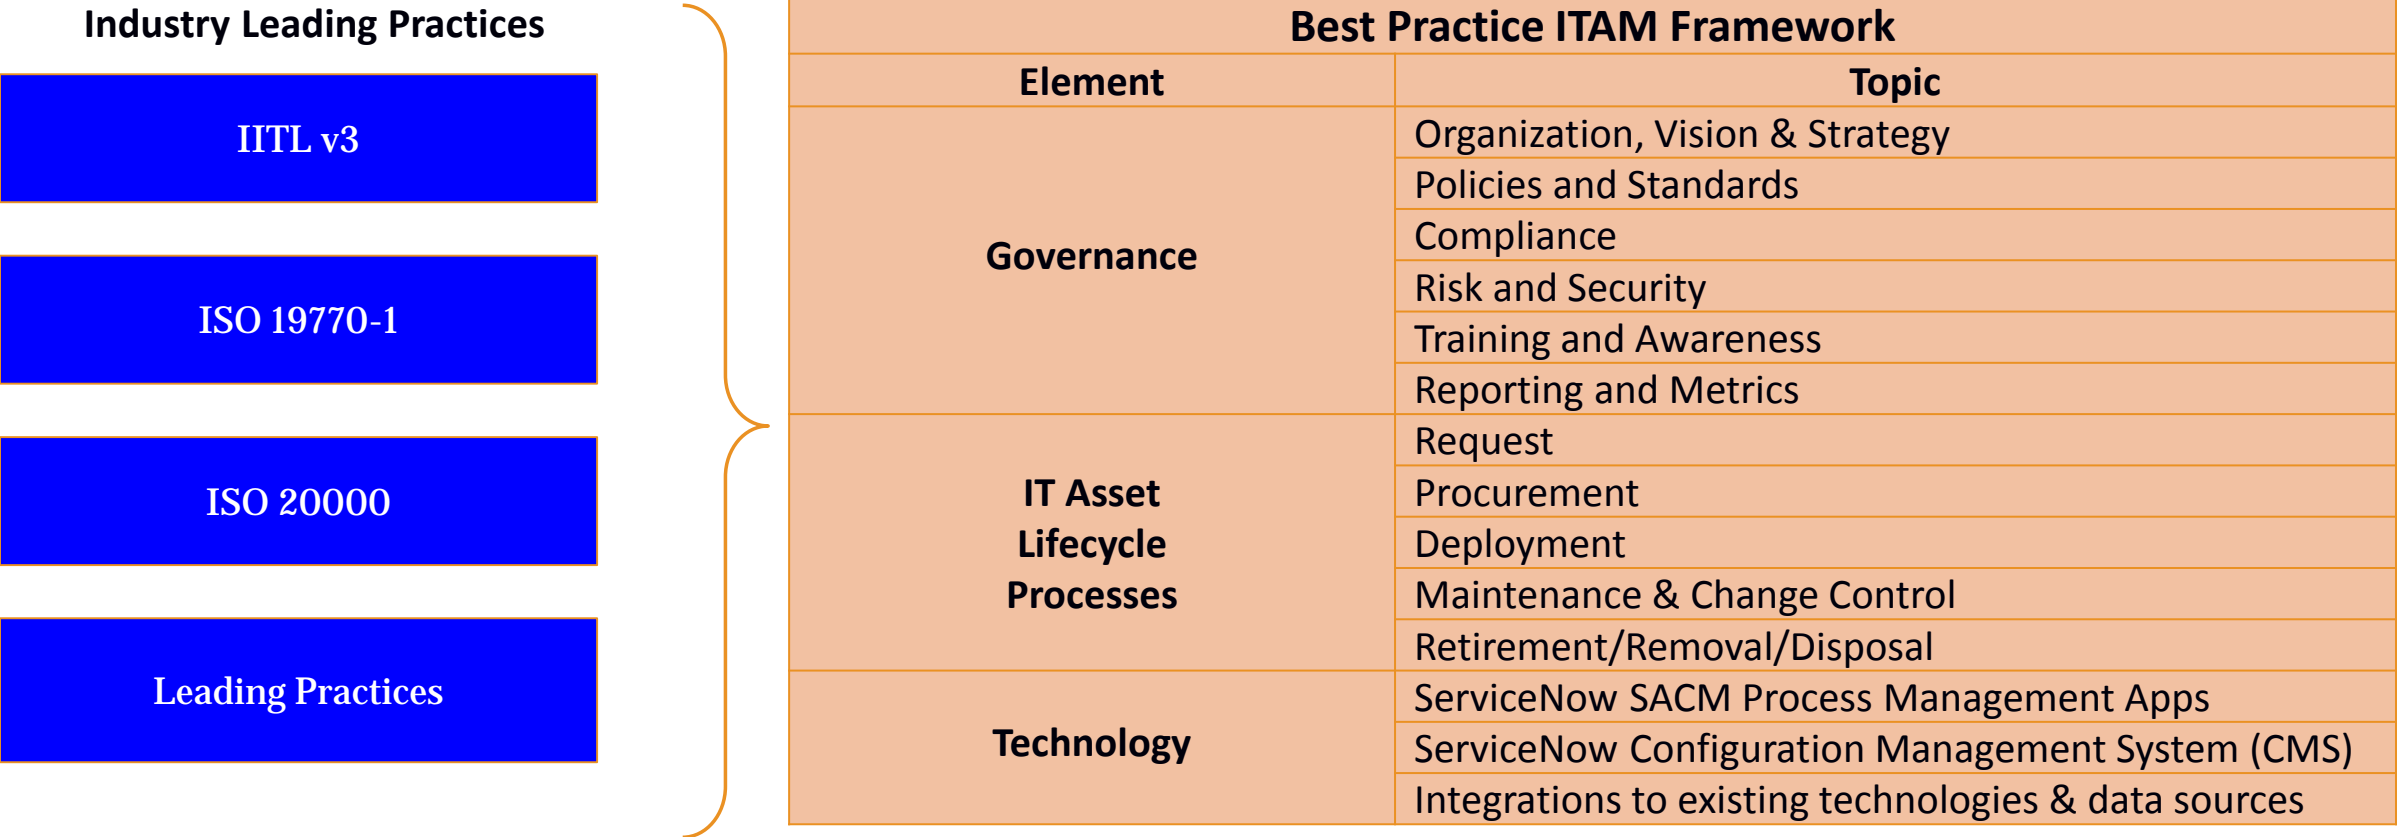 Industry Leading Practices
IITL v3
ISO 19770-1
ISO 20000
Leading Practices
Best Practice ITAM Framework
Element
Topic
Governance
Organization, Vision & Strategy
Policies and Standards
Compliance
Risk and Security
Training and Awareness
Reporting and Metrics
IT Asset
Lifecycle
Processes
Request
Procurement
Deployment
Maintenance & Change Control
Retirement/Removal/Disposal
Technology
ServiceNow SACM Process Management Apps
ServiceNow Configuration Management System (CMS)
Integrations to existing technologies & data sources